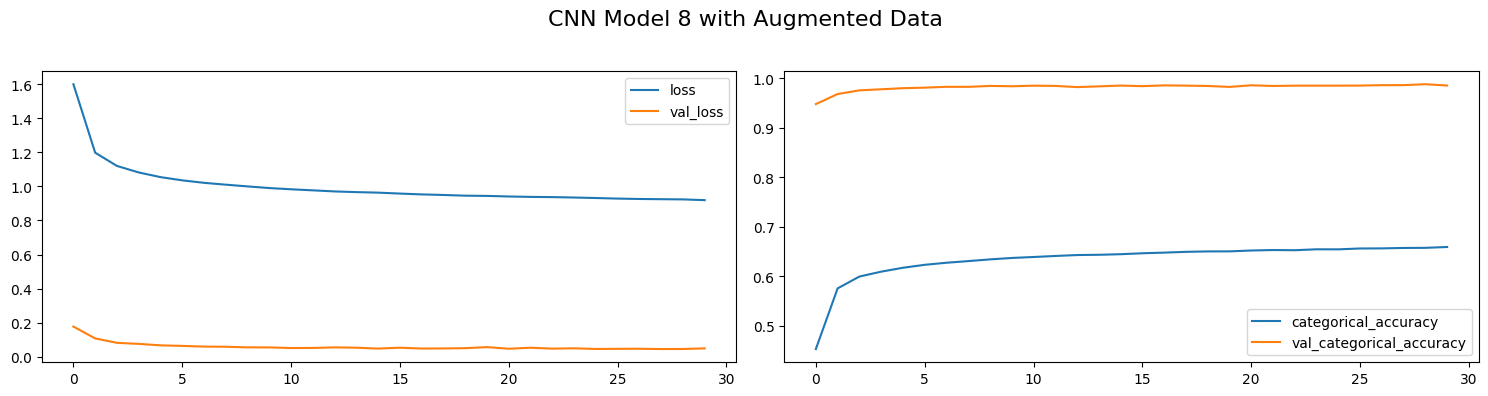 CNN Model 8 with Augmented Data
loss
val_loss
1.6
1.4
1.2
1.0
0.8
0.6
0.4
0.2
0.0
0 5 10 15 20 25 30
1.0
0.9
0.8
0.7
0.6
0.5
categorical_accuracy
val_categorical_accuracy
0 5 10 15 20 25 30